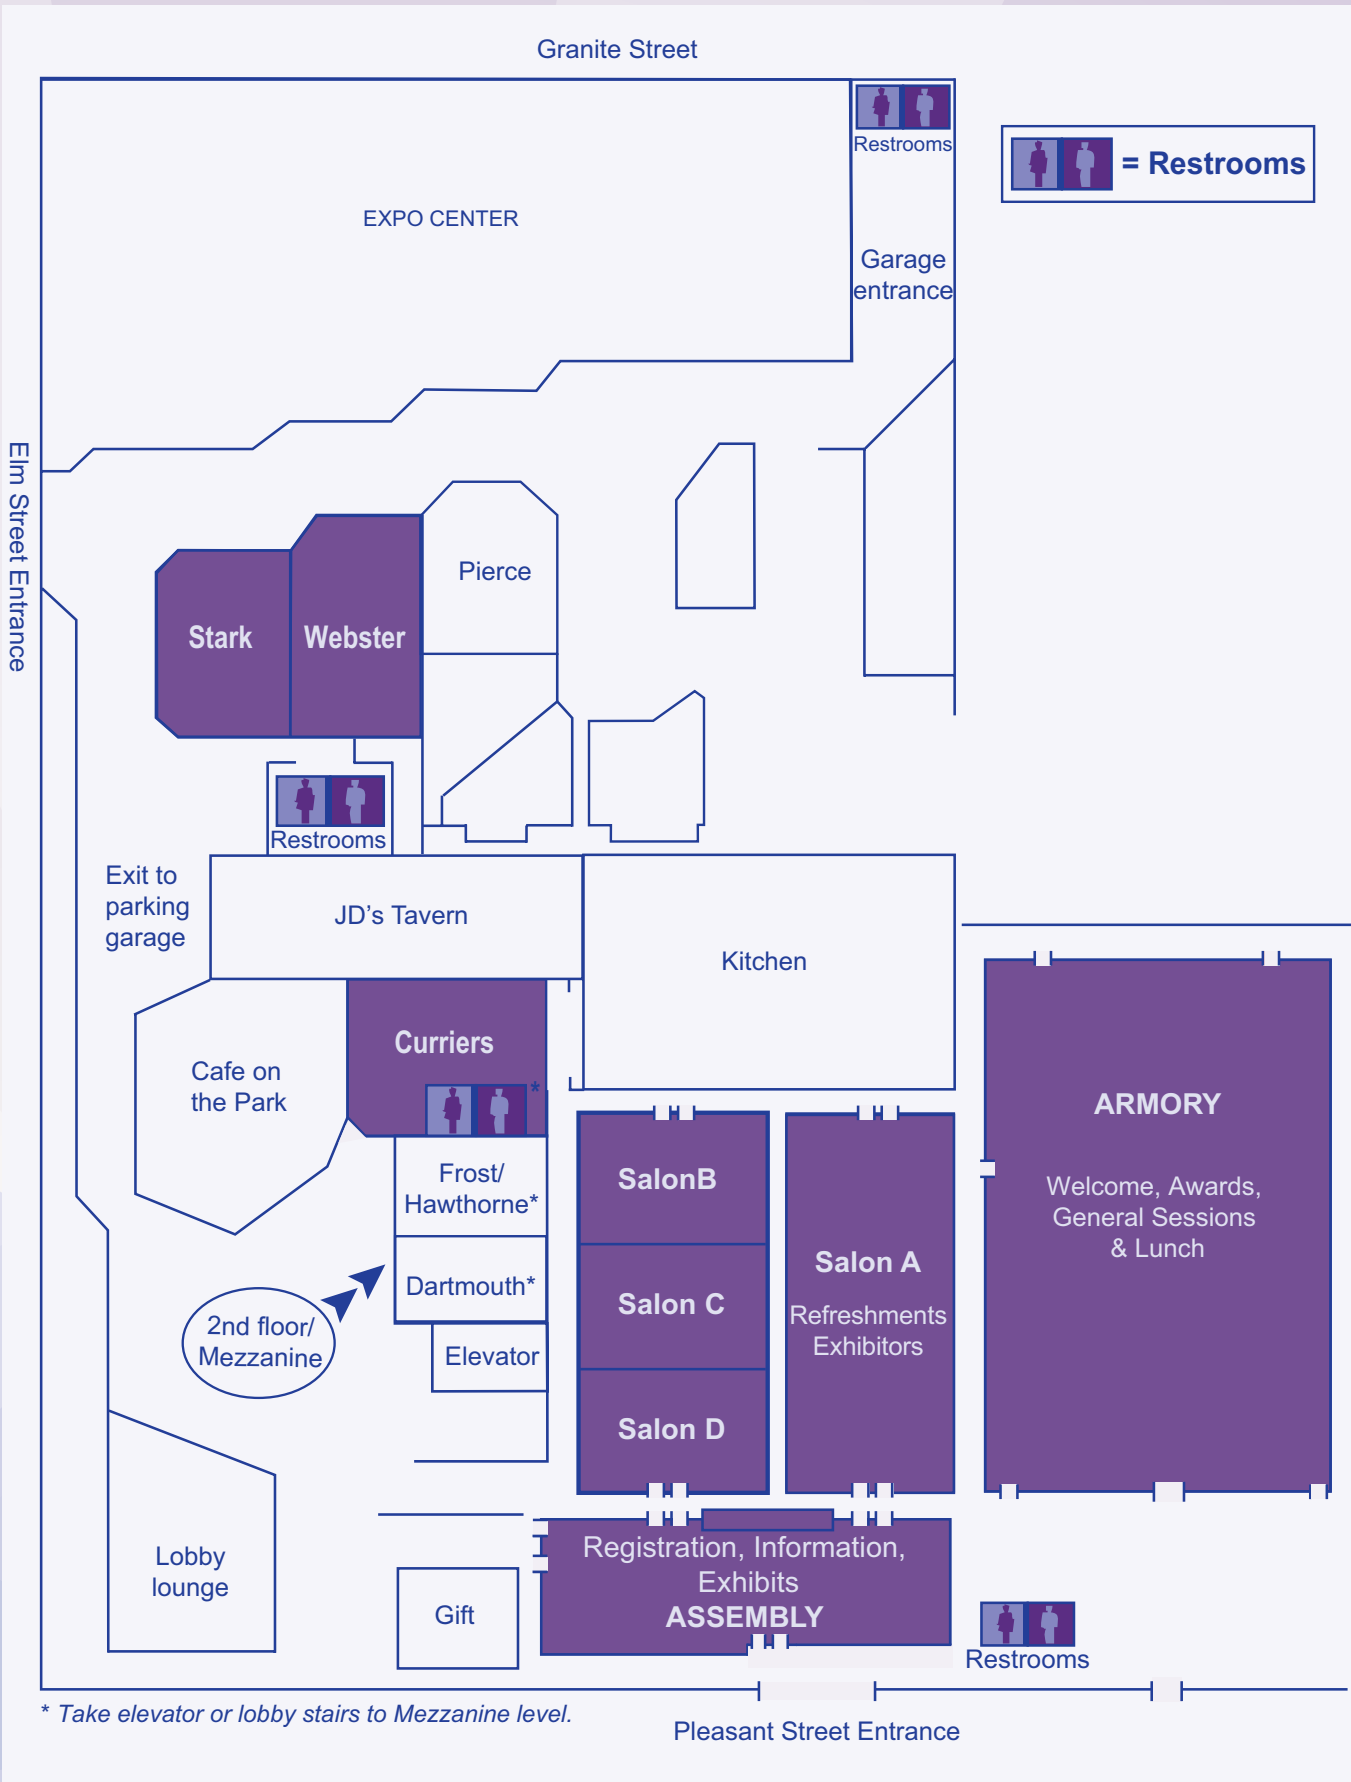 Granite Street
Restrooms
= Restrooms
EXPO CENTER
Garage
entrance
Elm Street Entrance
Pierce
Stark
Webster
Restrooms
Exit to
parking
garage
JD’s Tavern
Kitchen
Curriers
*
Cafe on
the Park
ARMORY
Welcome, Awards,
General Sessions
& Lunch
Frost/
Hawthorne*
SalonB
Salon A
Refreshments
Exhibitors
Dartmouth*
Salon C
2nd floor/
Mezzanine
Elevator
Salon D
Registration, Information,
Exhibits
ASSEMBLY
Lobby
lounge
Gift
Restrooms
* Take elevator or lobby stairs to Mezzanine level.
Pleasant Street Entrance